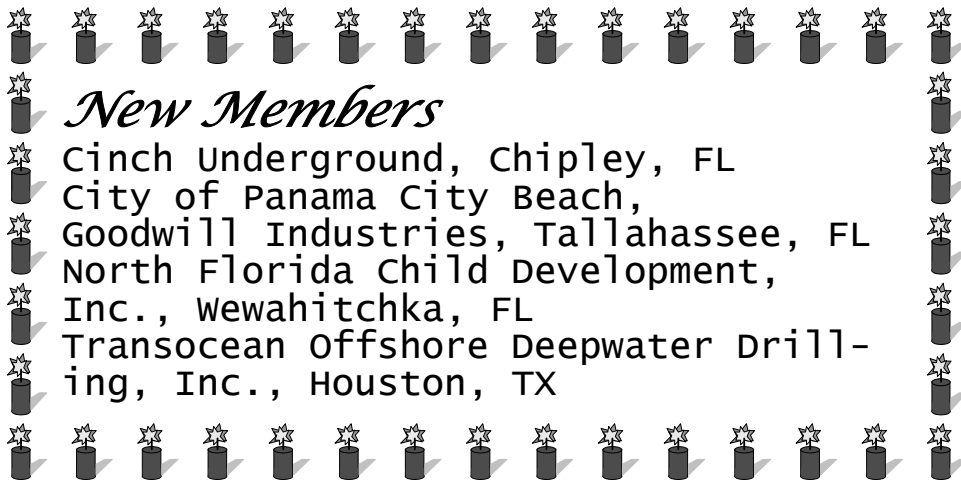 New Members
Cinch Underground, Chipley, FL
City of Panama City Beach,
Goodwill Industries, Tallahassee, FL
North Florida Child Development,
Inc., Wewahitchka, FL
Transocean Offshore Deepwater Drill-
ing, Inc., Houston, TX